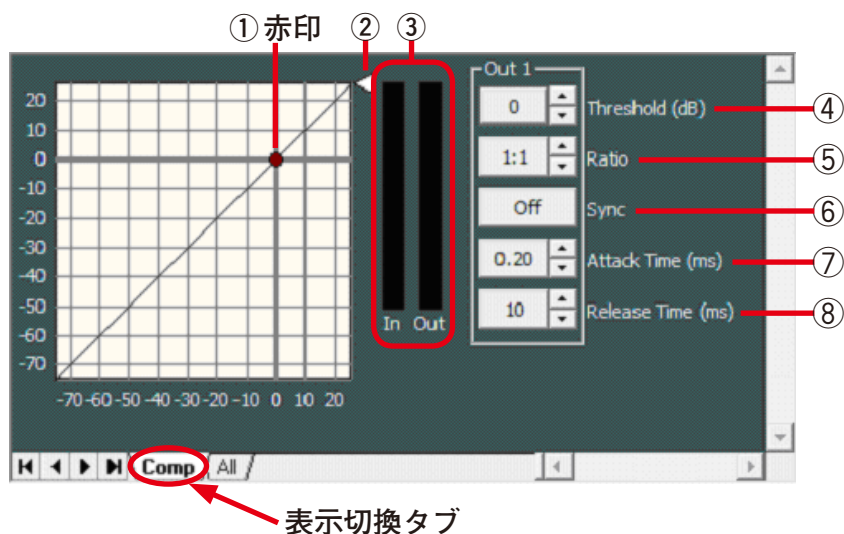 ① 赤印 ② ③
Out 1
0 Threshold (dB) ④
1:1 Ratio ⑤
Off Sync ⑥
0.20 Attack Time (ms) ⑦
10 Release Time (ms) ⑧
20
10
0
-10
-20
-30
-40
-50
-60
-70
-70 -60 -50 -40 -30 -20 -10 0 10 20
In Out
Comp All
表示切換タブ